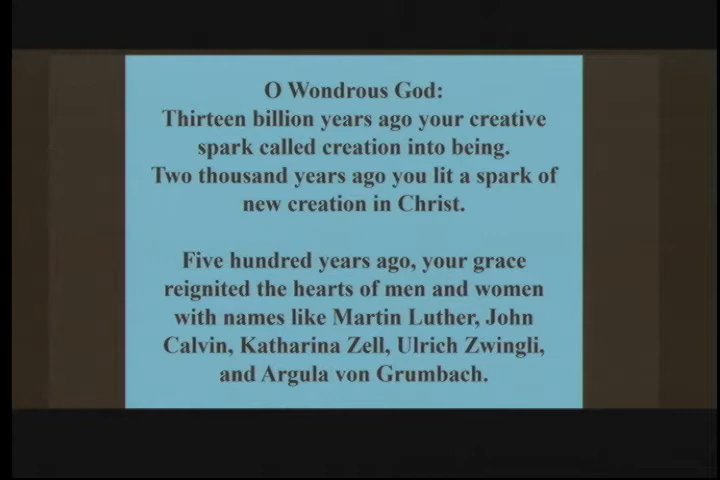 O Wondrous God:
Thirteen billion years ago your creative
spark called creation into being.
Two thousand years ago you lit a spark of
new creation in Christ.
Five hundred years ago, your grace
reignited the hearts of men and women
with names like Martin Luther, John
Calvin, Katharina Zell, Ulrich Zwingli,
and Argula von Grumbach.